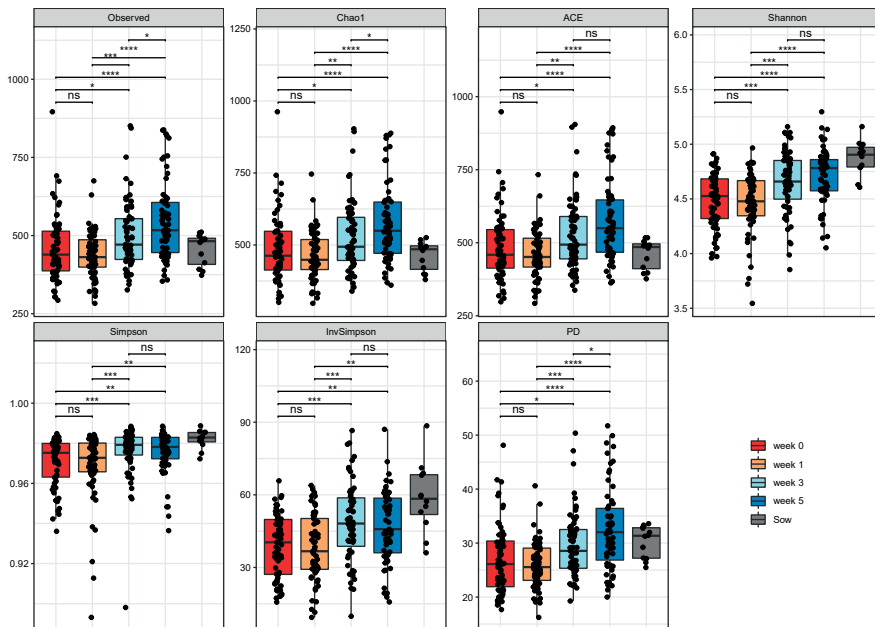 Observed
Chao1
ACE
Shannon
1000
750
500
250
ns
*
****
***
****
*
1250
1000
750
500
ns
*
****
**
****
*
1000
750
500
250
ns
*
****
**
****
ns
6.0
5.5
5.0
4.5
4.0
3.5
ns
***
****
***
****
ns
Simpson
InvSimpson
PD
1.00
0.96
0.92
ns
***
**
***
**
ns
120
90
60
30
ns
***
**
***
**
ns
60
50
40
30
20
ns
*
****
***
****
*
week 0
week 1
week 3
week 5
Sow